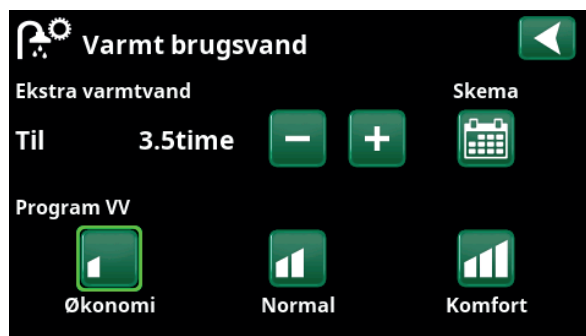 Varmt brugsvand
Ekstra varmtvand Skema
Til 3.5time
Program VV
Økonomi Normal Komfort